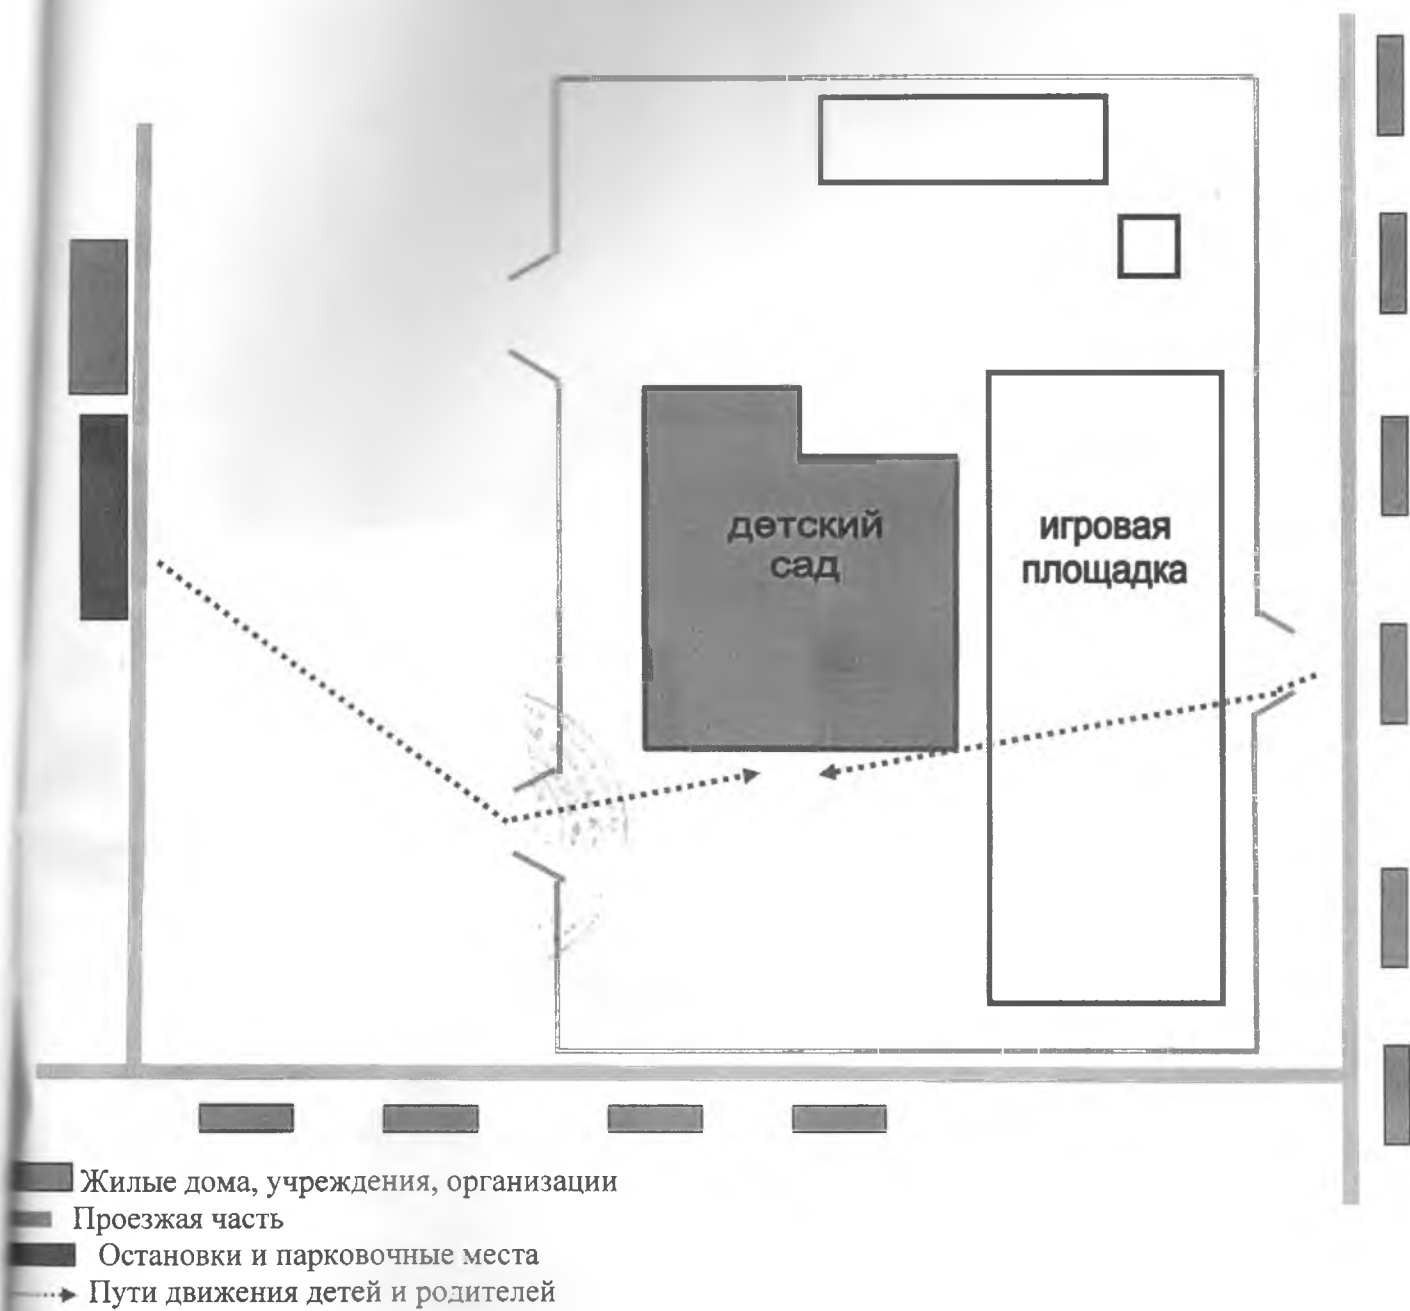 детский
сад
игровая
площадка
Жилые дома, учреждения, организации
Проезжая часть
Остановки и парковочные места
Пути движения детей и родителей